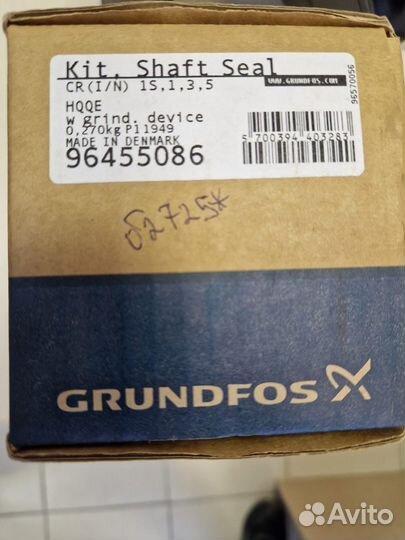 Kit, Shaft Seal
CR(I/N) 1S,1,3,5
WWW.GRUNDFOS.COM
HQQE
w grind. device
0,270kg P11949
MADE IN DENMARK
96455086
5 700394 403283
96570056
82725*
GRUNDFOS
Avito